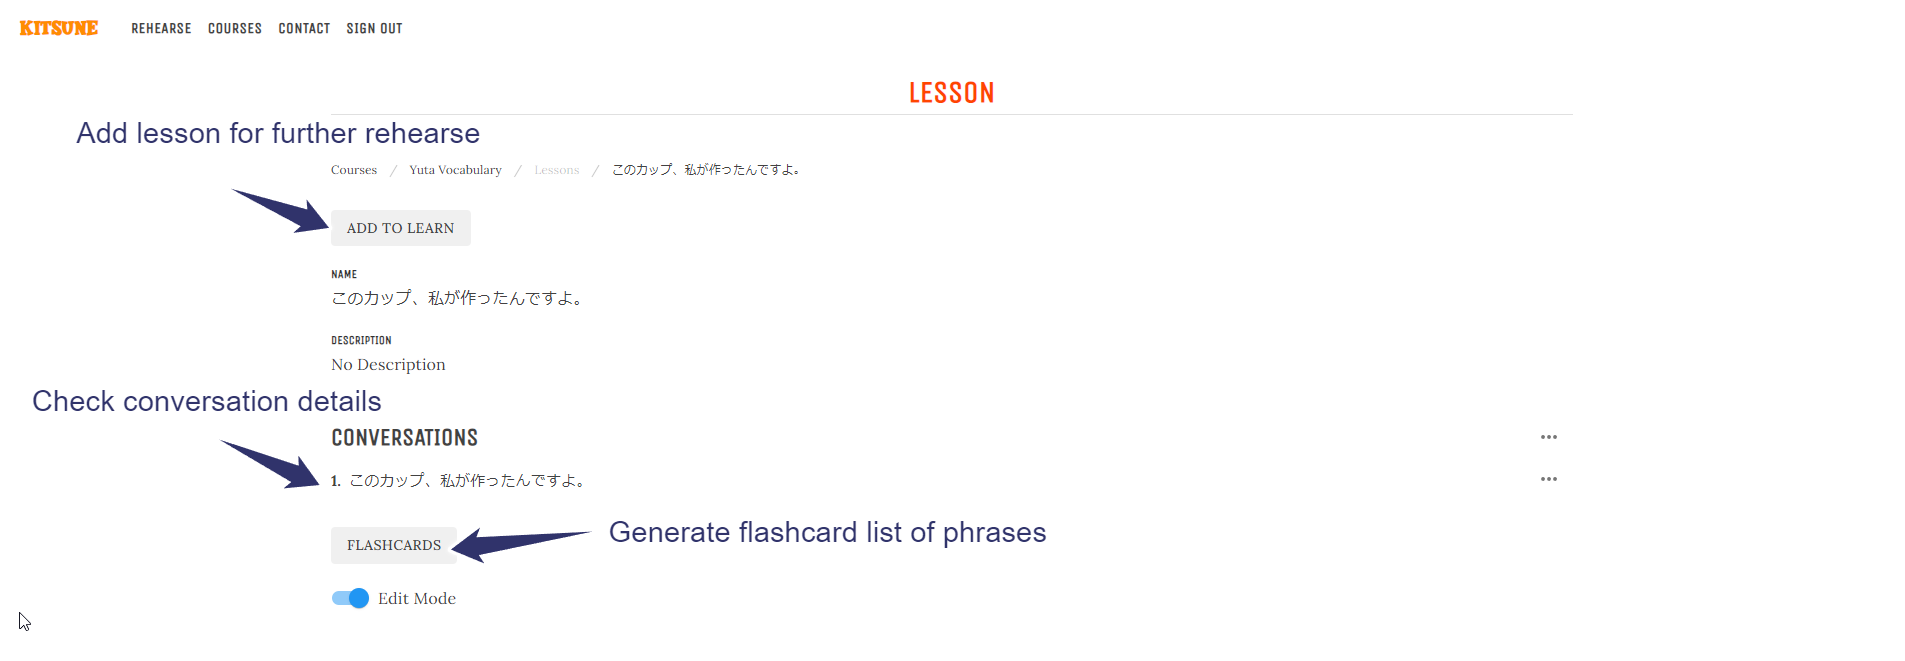 KITSUNE REHEARSE COURSES CONTACT SIGN OUT
LESSON
Add lesson for further rehearse
Courses / Yuta Vocabulary / Lessons / このカップ、私が作ったんですよ。
ADD TO LEARN
NAME
このカップ、私が作ったんですよ。
DESCRIPTION
No Description
Check conversation details
CONVERSATIONS
1. このカップ、私が作ったんですよ。
Generate flashcard list of phrases
FLASHCARDS
Edit Mode